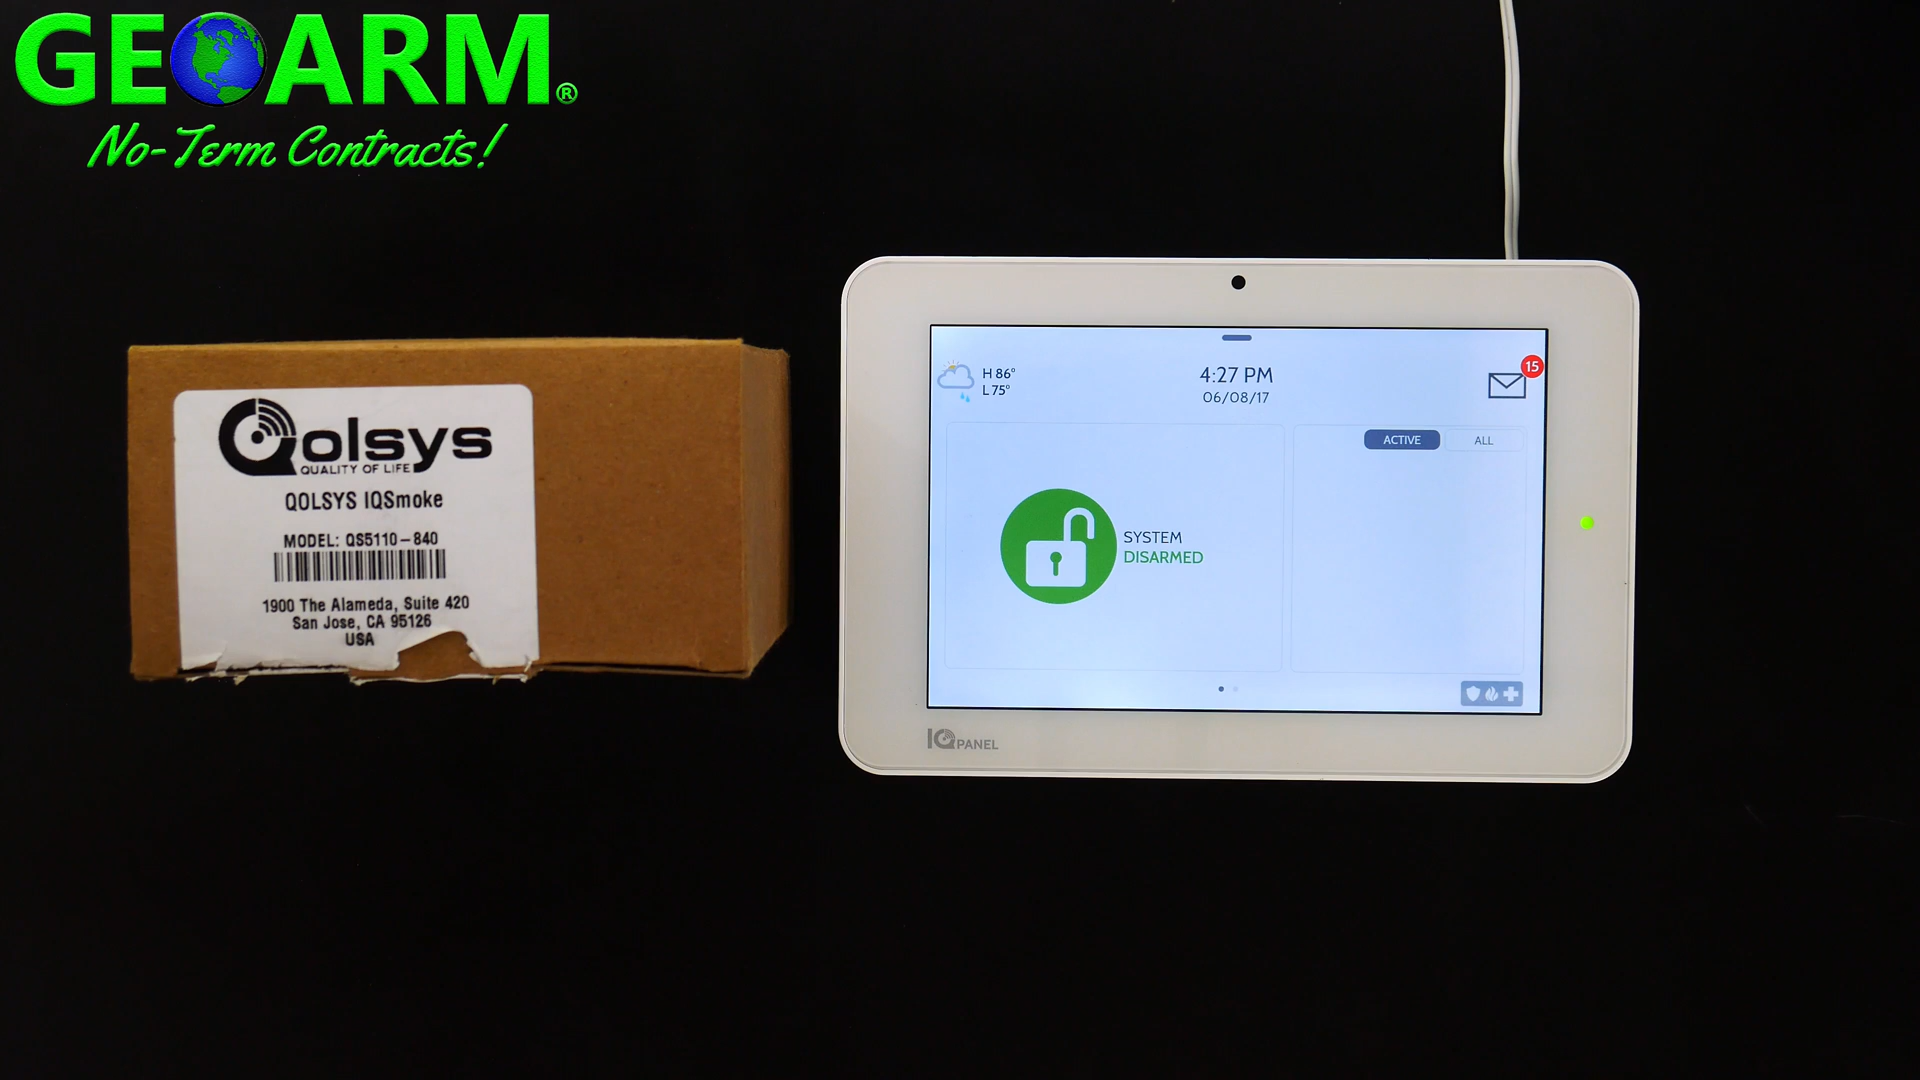 GEOARM®
No-Term Contracts!
Qolsys
QUALITY OF LIFE
QOLSYS IQSmoke
MODEL: QS5110-840
1900 The Alameda, Suite 420
San Jose, CA 95126
USA
H 86°
L 75°
4:27 PM
06/08/17
15
ACTIVE
ALL
SYSTEM
DISARMED
IQ PANEL